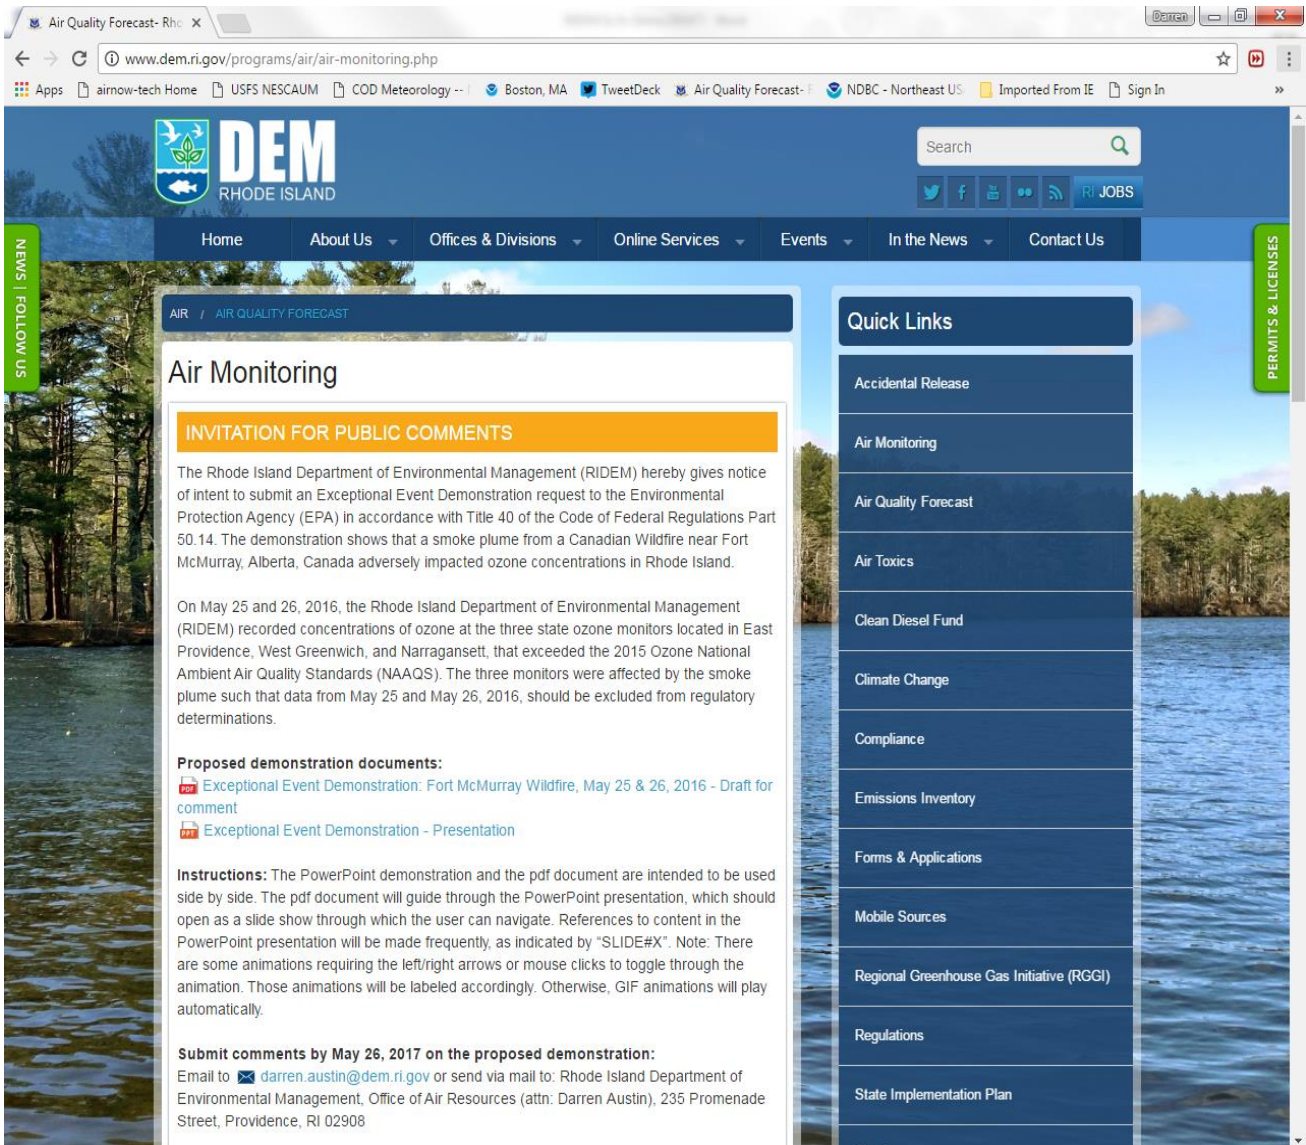 Air Quality Forecast- Rho
Darren
www.dem.ri.gov/programs/air/air-monitoring.php
Apps airnow-tech Home USFS NESCAUM COD Meteorology -- Boston, MA TweetDeck Air Quality Forecast- NDBC - Northeast US Imported From IE Sign In »
DEM
RHODE ISLAND
Search
RI JOBS
Home About Us Offices & Divisions Online Services Events In the News Contact Us
NEWS | FOLLOW US
PERMITS & LICENSES
AIR / AIR QUALITY FORECAST
Air Monitoring
INVITATION FOR PUBLIC COMMENTS
The Rhode Island Department of Environmental Management (RIDEM) hereby gives notice
of intent to submit an Exceptional Event Demonstration request to the Environmental
Protection Agency (EPA) in accordance with Title 40 of the Code of Federal Regulations Part
50.14. The demonstration shows that a smoke plume from a Canadian Wildfire near Fort
McMurray, Alberta, Canada adversely impacted ozone concentrations in Rhode Island.
On May 25 and 26, 2016, the Rhode Island Department of Environmental Management
(RIDEM) recorded concentrations of ozone at the three state ozone monitors located in East
Providence, West Greenwich, and Narragansett, that exceeded the 2015 Ozone National
Ambient Air Quality Standards (NAAQS). The three monitors were affected by the smoke
plume such that data from May 25 and May 26, 2016, should be excluded from regulatory
determinations.
Proposed demonstration documents:
PDF Exceptional Event Demonstration: Fort McMurray Wildfire, May 25 & 26, 2016 - Draft for
comment
PPT Exceptional Event Demonstration - Presentation
Instructions: The PowerPoint demonstration and the pdf document are intended to be used
side by side. The pdf document will guide through the PowerPoint presentation, which should
open as a slide show through which the user can navigate. References to content in the
PowerPoint presentation will be made frequently, as indicated by “SLIDE#X”. Note: There
are some animations requiring the left/right arrows or mouse clicks to toggle through the
animation. Those animations will be labeled accordingly. Otherwise, GIF animations will play
automatically.
Submit comments by May 26, 2017 on the proposed demonstration:
Email to darren.austin@dem.ri.gov or send via mail to: Rhode Island Department of
Environmental Management, Office of Air Resources (attn: Darren Austin), 235 Promenade
Street, Providence, RI 02908
Quick Links
Accidental Release
Air Monitoring
Air Quality Forecast
Air Toxics
Clean Diesel Fund
Climate Change
Compliance
Emissions Inventory
Forms & Applications
Mobile Sources
Regional Greenhouse Gas Initiative (RGGI)
Regulations
State Implementation Plan